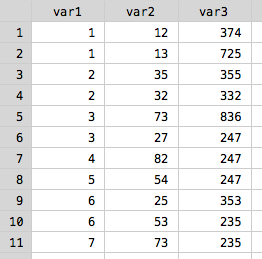 var1 var2 var3
1 1 12 374
2 1 13 725
3 2 35 355
4 2 32 332
5 3 73 836
6 3 27 247
7 4 82 247
8 5 54 247
9 6 25 353
10 6 53 235
11 7 73 235